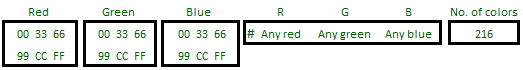 Red Green Blue R G B No. of colors
00 33 66 00 33 66 00 33 66 # Any red Any green Any blue 216
99 CC FF 99 CC FF 99 CC FF